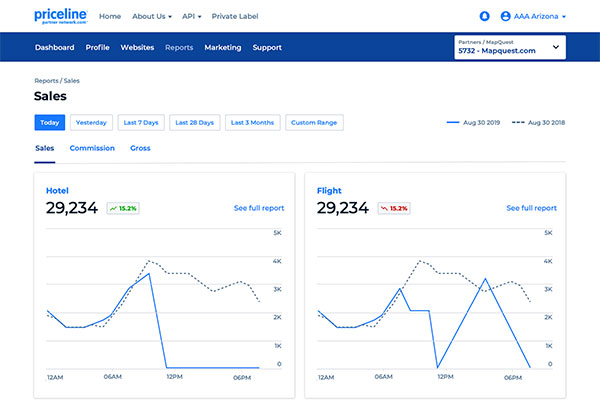 priceline
partner network.com
Home About Us API Private Label
AAA Arizona
Dashboard Profile Websites Reports Marketing Support
Partners / MapQuest
5732 - Mapquest.com
Reports / Sales
Sales
Today Yesterday Last 7 Days Last 28 Days Last 3 Months Custom Range
Aug 30 2019 Aug 30 2018
Sales Commission Gross
Hotel
29,234 15.2% See full report
5K
4K
3K
2K
1K
0
12AM 06AM 12PM 06PM
Flight
29,234 15.2% See full report
5K
4K
3K
2K
1K
0
12AM 06AM 12PM 06PM